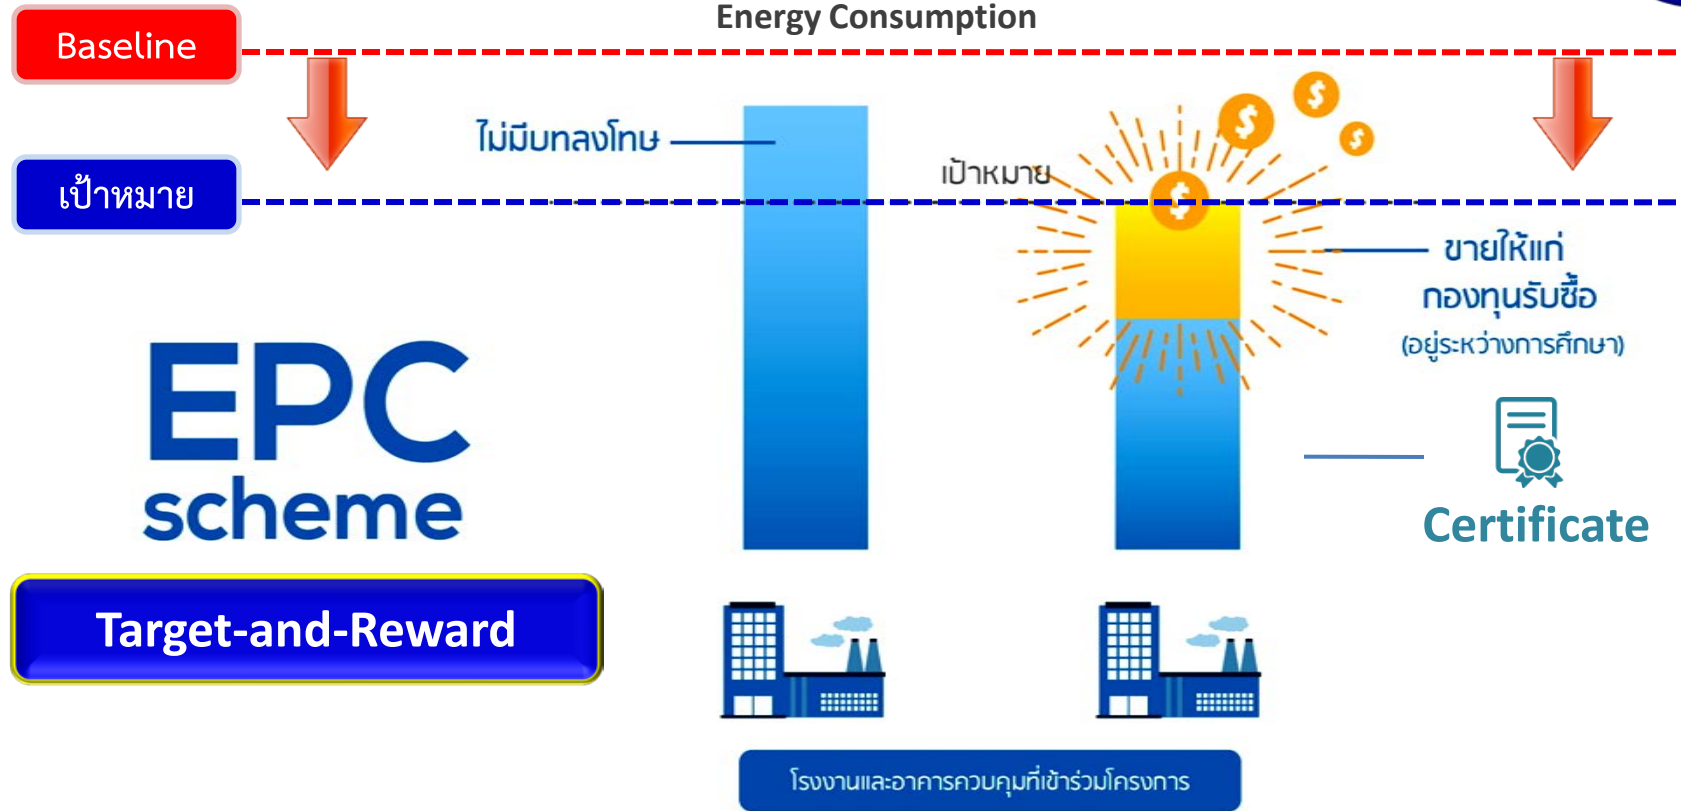 Energy Consumption
Baseline
ไม่มีบทลงโทษ
เป้าหมาย
เป้าหมาย
$
$
$
$
ขายให้แก่
กองทุนรับซื้อ
(อยู่ระหว่างการศึกษา)
EPC
scheme
Certificate
Target-and-Reward
โรงงานและอาคารควบคุมที่เข้าร่วมโครงการ